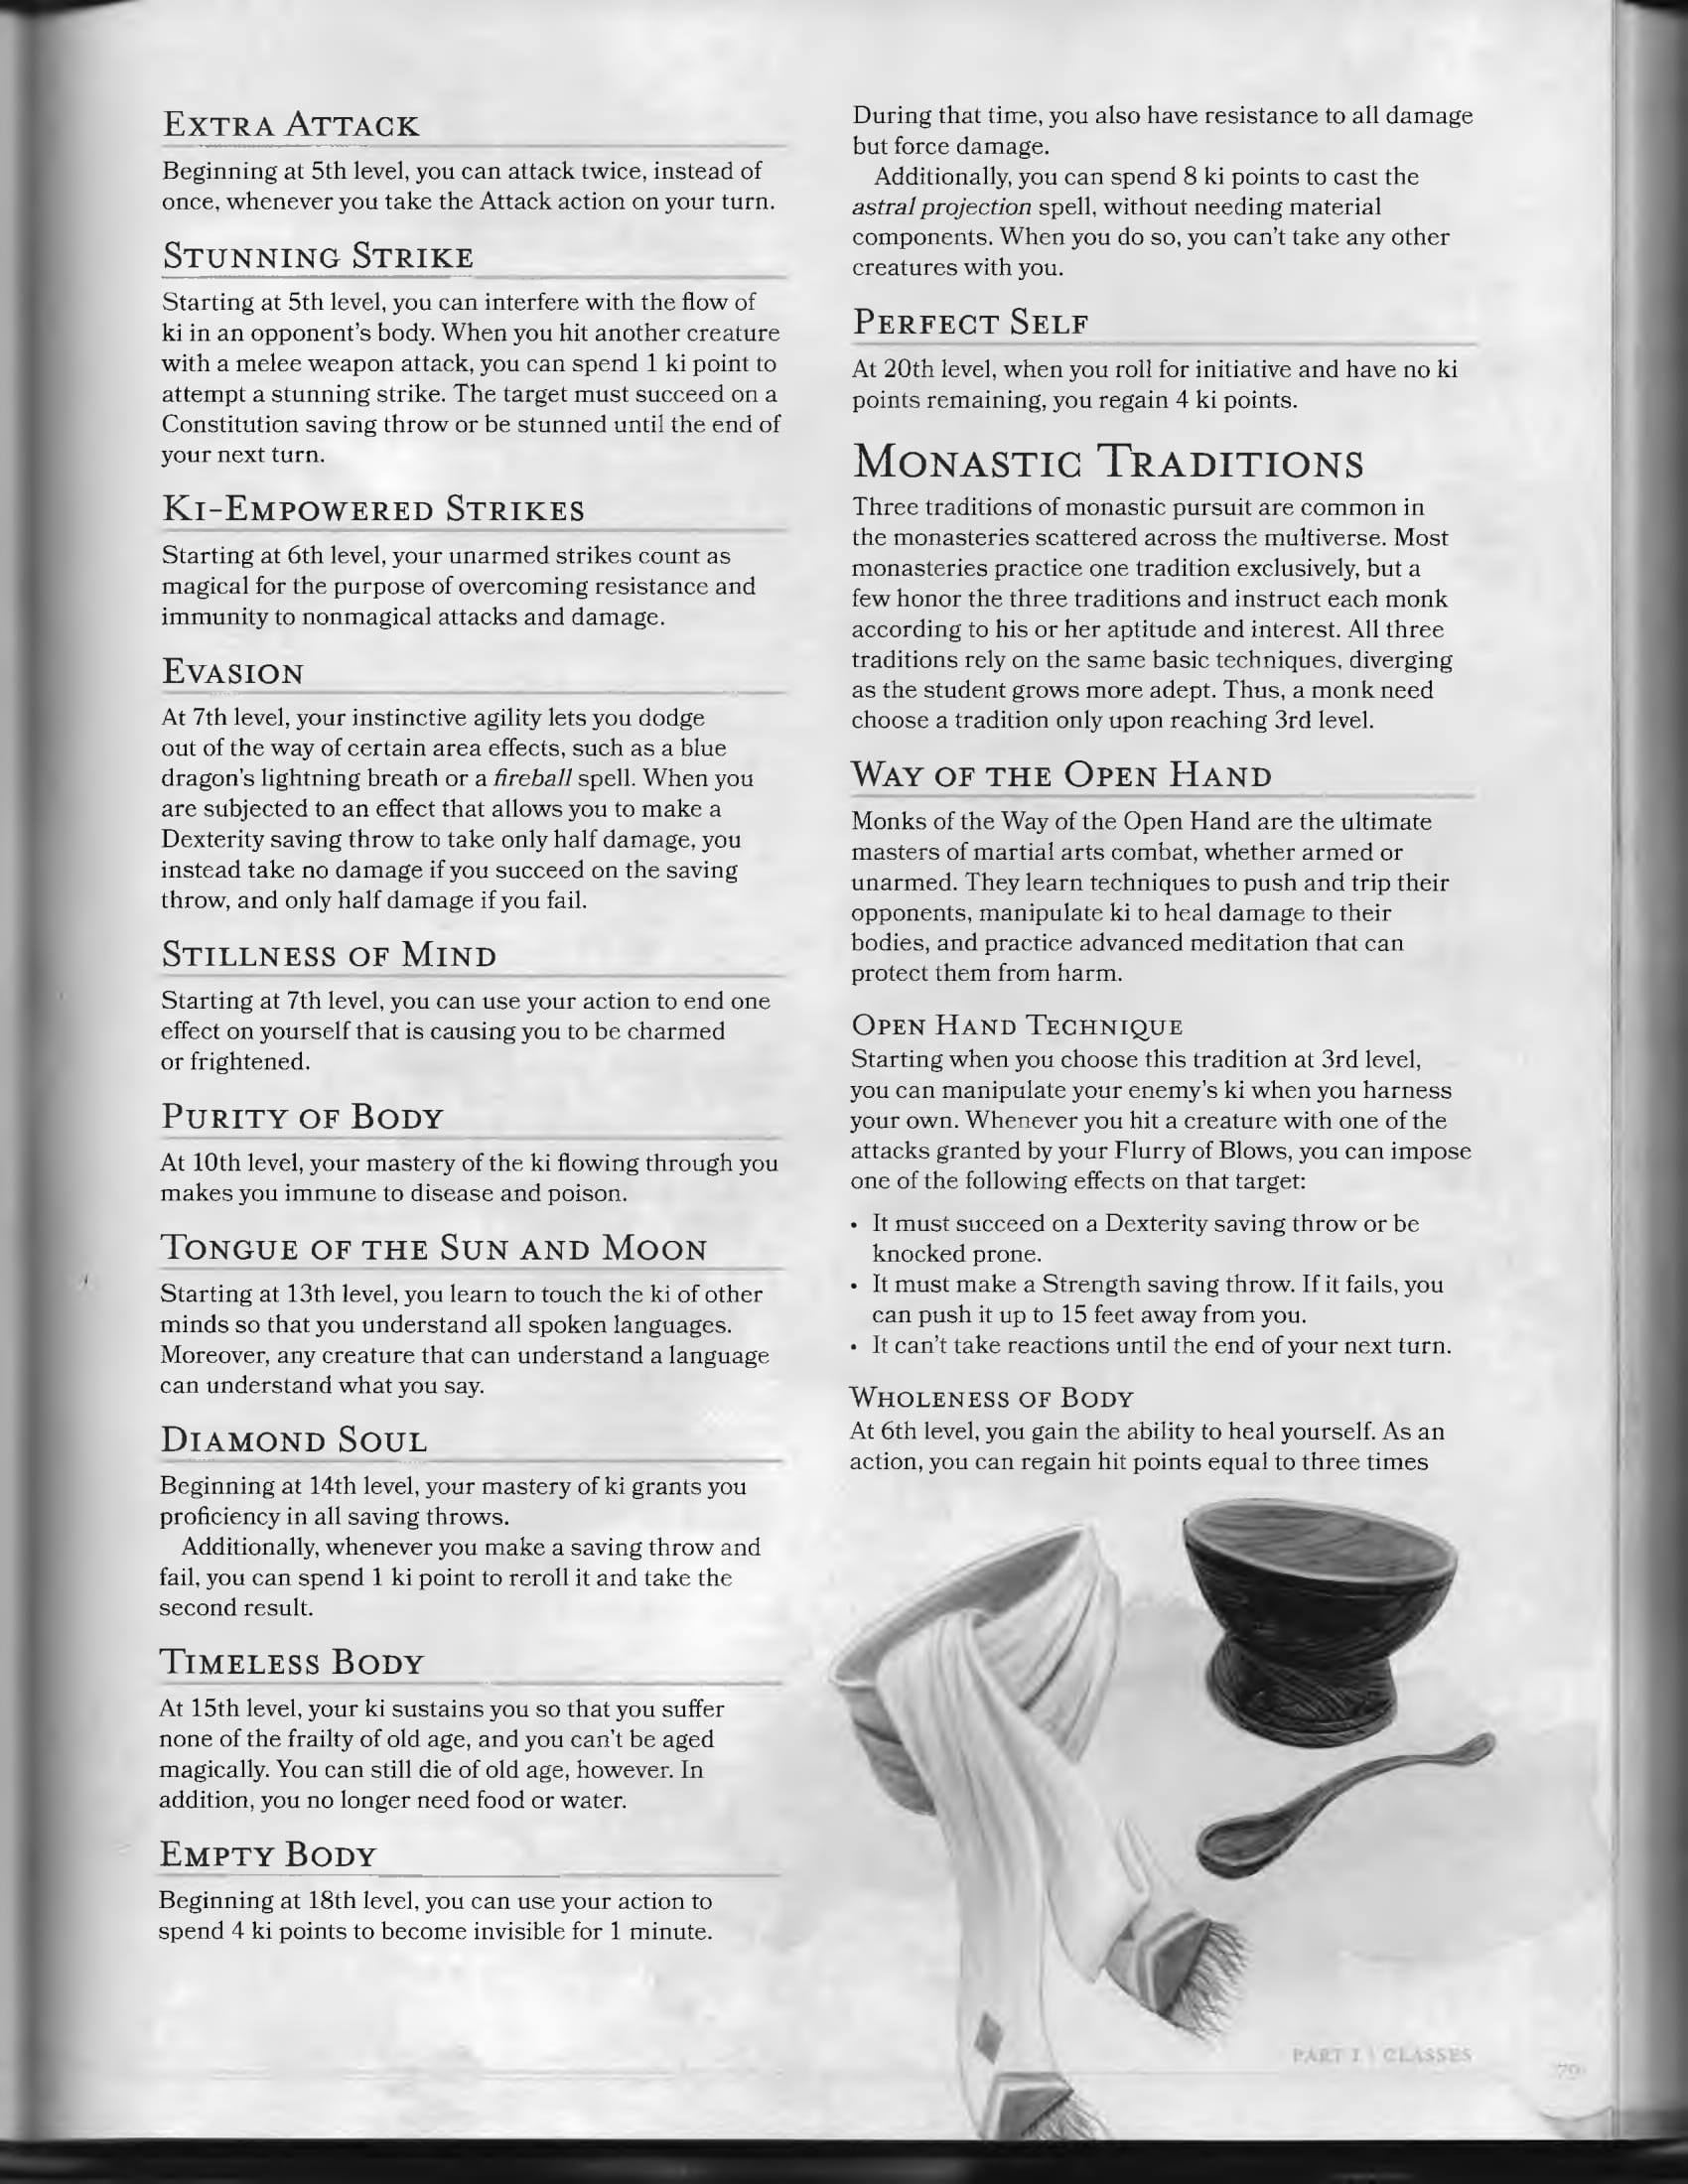 EXTRA ATTACK
Beginning at 5th level, you can attack twice, instead of
once, whenever you take the Attack action on your turn.
STUNNING STRIKE
Starting at 5th level, you can interfere with the flow of
ki in an opponent's body. When you hit another creature
with a melee weapon attack, you can spend 1 ki point to
attempt a stunning strike. The target must succeed on a
Constitution saving throw or be stunned until the end of
your next turn.
KI-EMPOWERED STRIKES
Starting at 6th level, your unarmed strikes count as
magical for the purpose of overcoming resistance and
immunity to nonmagical attacks and damage.
EVASION
At 7th level, your instinctive agility lets you dodge
out of the way of certain area effects, such as a blue
dragon's lightning breath or a fireball spell. When you
are subjected to an effect that allows you to make a
Dexterity saving throw to take only half damage, you
instead take no damage if you succeed on the saving
throw, and only half damage if you fail.
STILLNESS OF MIND
Starting at 7th level, you can use your action to end one
effect on yourself that is causing you to be charmed
or frightened.
PURITY OF BODY
At 10th level, your mastery of the ki flowing through you
makes you immune to disease and poison.
TONGUE OF THE SUN AND MOON
Starting at 13th level, you learn to touch the ki of other
minds so that you understand all spoken languages.
Moreover, any creature that can understand a language
can understand what you say.
DIAMOND SOUL
Beginning at 14th level, your mastery of ki grants you
proficiency in all saving throws.
Additionally, whenever you make a saving throw and
fail, you can spend 1 ki point to reroll it and take the
second result.
TIMELESS BODY
At 15th level, your ki sustains you so that you suffer
none of the frailty of old age, and you can't be aged
magically. You can still die of old age, however. In
addition, you no longer need food or water.
EMPTY BODY
Beginning at 18th level, you can use your action to
spend 4 ki points to become invisible for 1 minute.
During that time, you also have resistance to all damage
but force damage.
Additionally, you can spend 8 ki points to cast the
astral projection spell, without needing material
components. When you do so, you can't take any other
creatures with you.
PERFECT SELF
At 20th level, when you roll for initiative and have no ki
points remaining, you regain 4 ki points.
MONASTIC TRADITIONS
Three traditions of monastic pursuit are common in
the monasteries scattered across the multiverse. Most
monasteries practice one tradition exclusively, but a
few honor the three traditions and instruct each monk
according to his or her aptitude and interest. All three
traditions rely on the same basic techniques, diverging
as the student grows more adept. Thus, a monk need
choose a tradition only upon reaching 3rd level.
WAY OF THE OPEN HAND
Monks of the Way of the Open Hand are the ultimate
masters of martial arts combat, whether armed or
unarmed. They learn techniques to push and trip their
opponents, manipulate ki to heal damage to their
bodies, and practice advanced meditation that can
protect them from harm.
OPEN HAND TECHNIQUE
Starting when you choose this tradition at 3rd level,
you can manipulate your enemy's ki when you harness
your own. Whenever you hit a creature with one of the
attacks granted by your Flurry of Blows, you can impose
one of the following effects on that target:
• It must succeed on a Dexterity saving throw or be
knocked prone.
• It must make a Strength saving throw. If it fails, you
can push it up to 15 feet away from you.
• It can't take reactions until the end of your next turn.
WHOLENESS OF BODY
At 6th level, you gain the ability to heal yourself. As an
action, you can regain hit points equal to three times
PART 1 | CLASSES
79